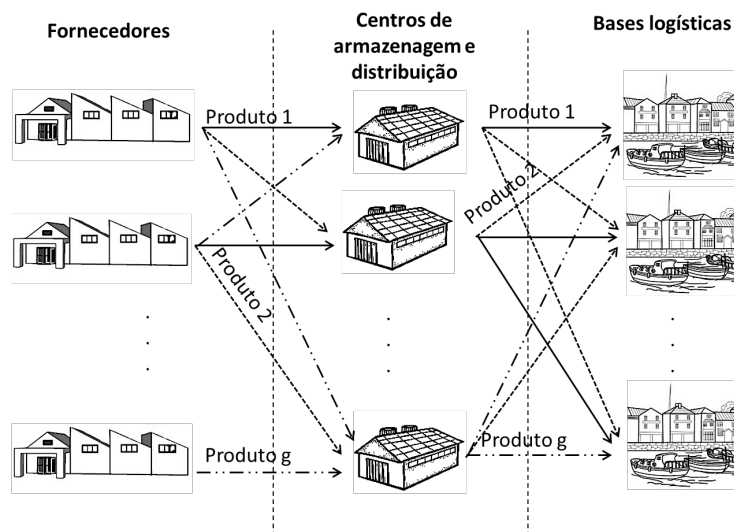 Fornecedores
Centros de
armazenagem e
distribuição
Bases logísticas
Produto 1
Produto 1
Produto 2
Produto 2
Produto g
Produto g